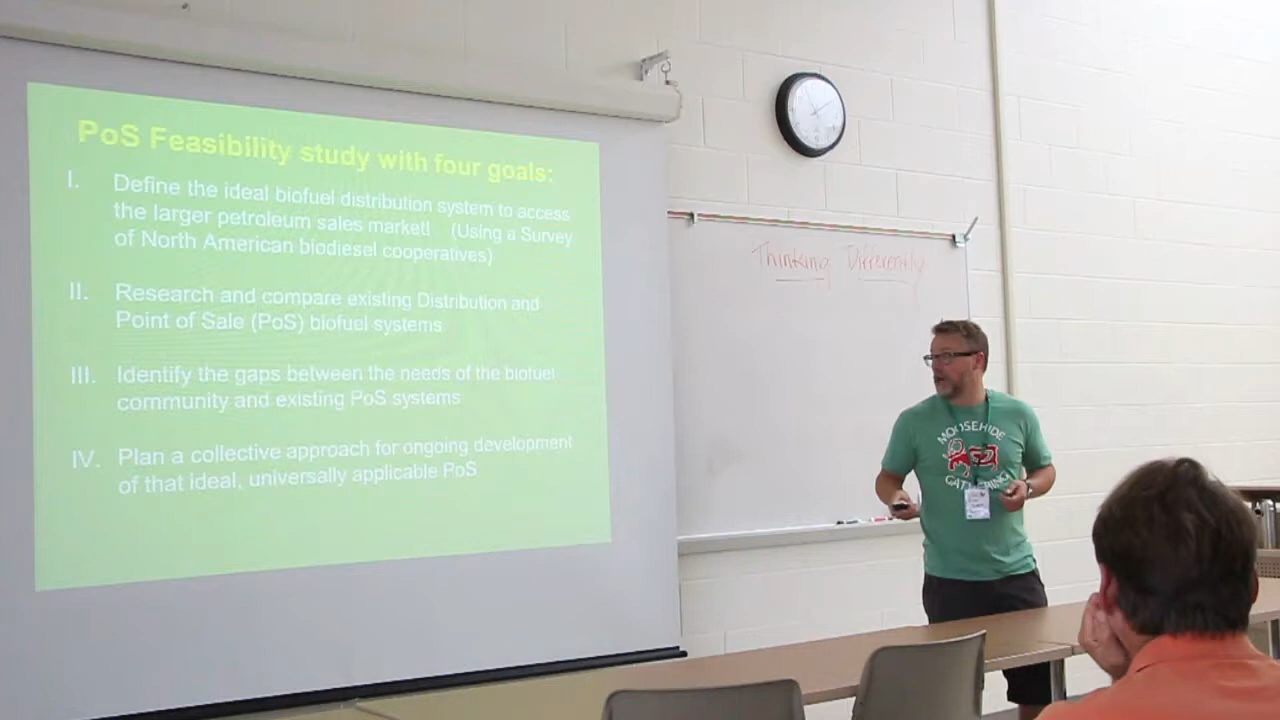 PoS Feasibility study with four goals:
I. Define the ideal biofuel distribution system to access
the larger petroleum sales market! (Using a Survey
of North American biodiesel cooperatives)
II. Research and compare existing Distribution and
Point of Sale (PoS) biofuel systems
III. Identify the gaps between the needs of the biofuel
community and existing PoS systems
IV. Plan a collective approach for ongoing development
of that ideal, universally applicable PoS
Thinking Differently
MOOSEHIDE
GATHERING